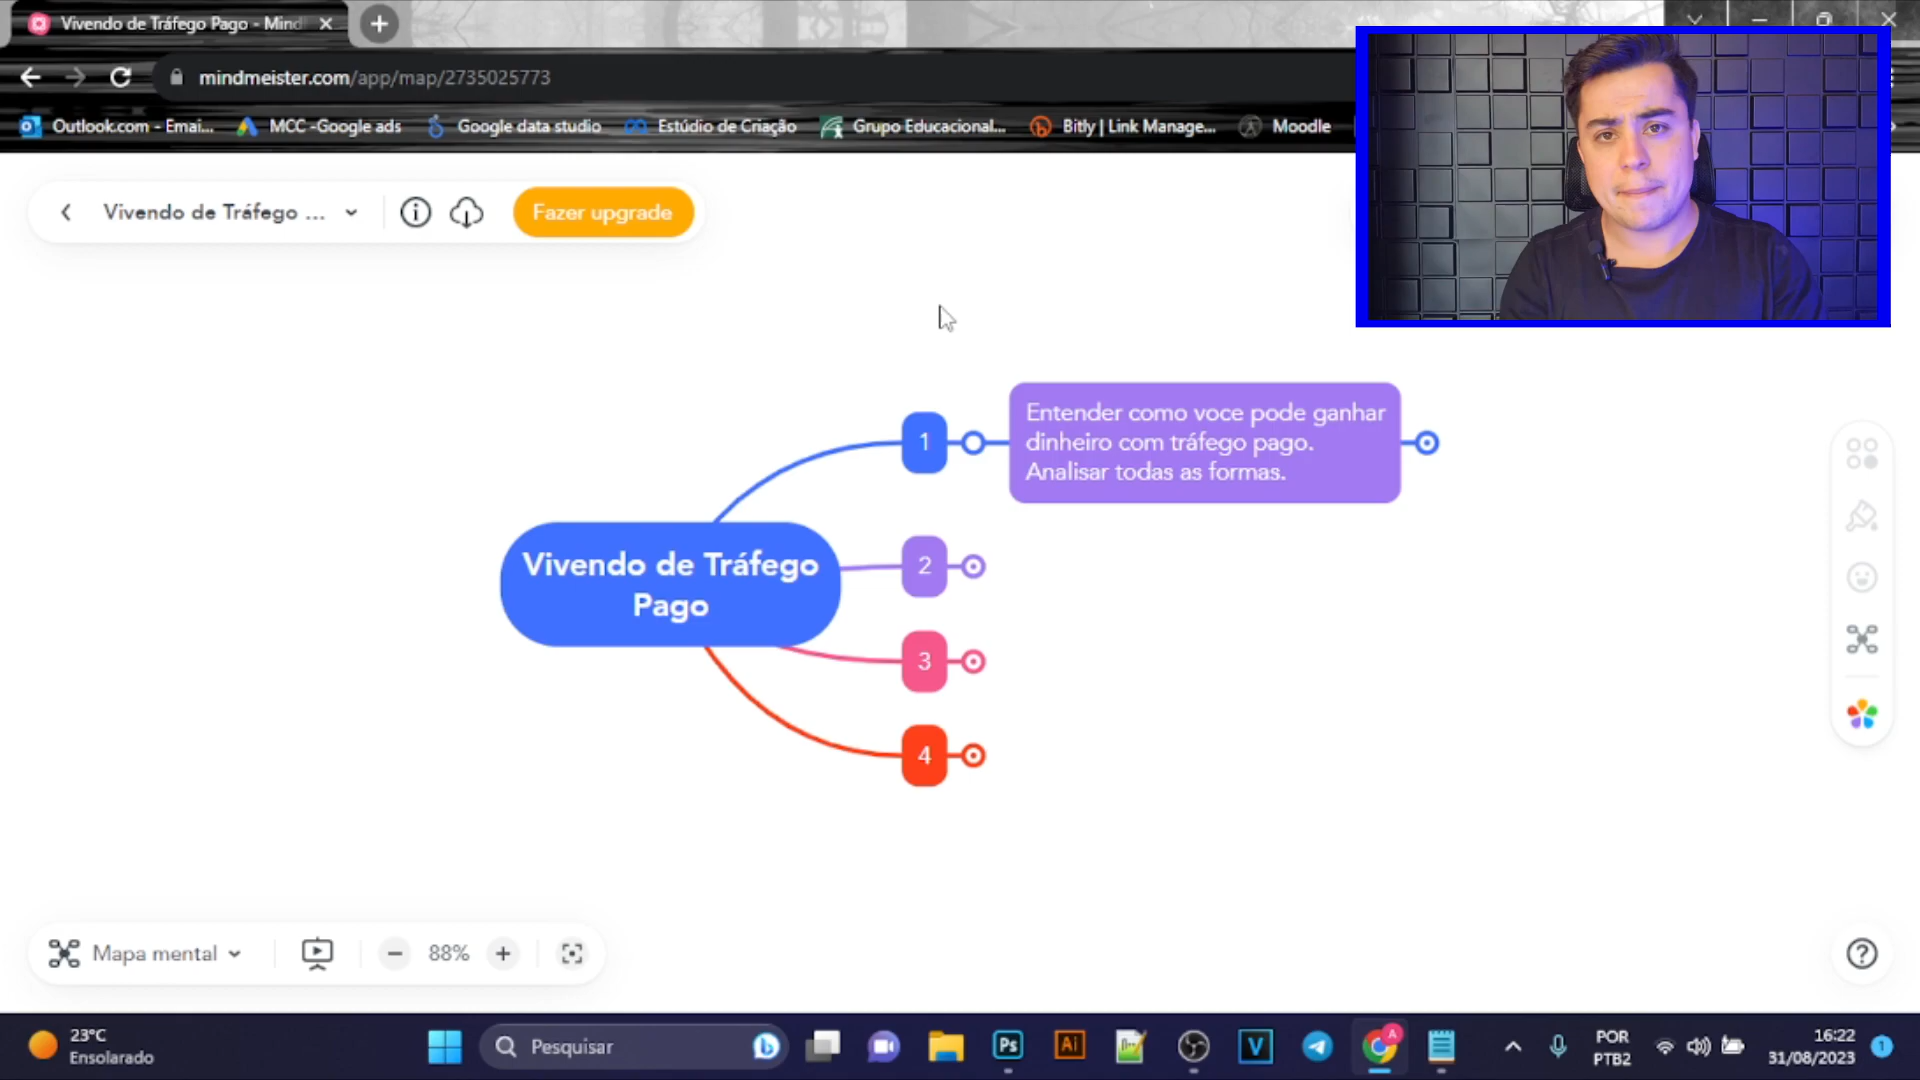 Vivendo de Tráfego Pago - Mind
mindmeister.com/app/map/2735025773
Outlook.com - Emai...
MCC -Google ads
Google data studio
Estúdio de Criação
Grupo Educacional...
Bitly | Link Manage...
Moodle
Vivendo de Tráfego ...
Fazer upgrade
1
Entender como voce pode ganhar
dinheiro com tráfego pago.
Analisar todas as formas.
Vivendo de Tráfego
Pago
2
3
4
Mapa mental
88%
23°C
Ensolarado
Pesquisar
Ps
Ai
V
A
POR
PTB2
16:22
31/08/2023
1